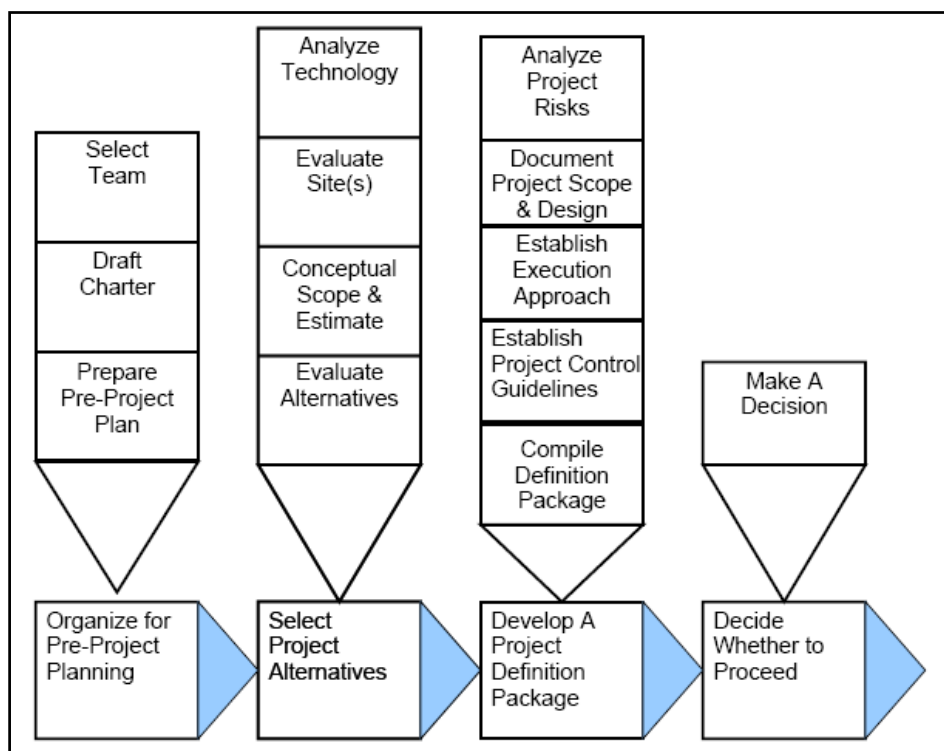 Select
Team
Draft
Charter
Prepare
Pre-Project
Plan
Organize for
Pre-Project
Planning
Analyze
Technology
Evaluate
Site(s)
Conceptual
Scope &
Estimate
Evaluate
Alternatives
Select
Project
Alternatives
Analyze
Project
Risks
Document
Project Scope
& Design
Establish
Execution
Approach
Establish
Project Control
Guidelines
Compile
Definition
Package
Develop A
Project
Definition
Package
Make A
Decision
Decide
Whether to
Proceed